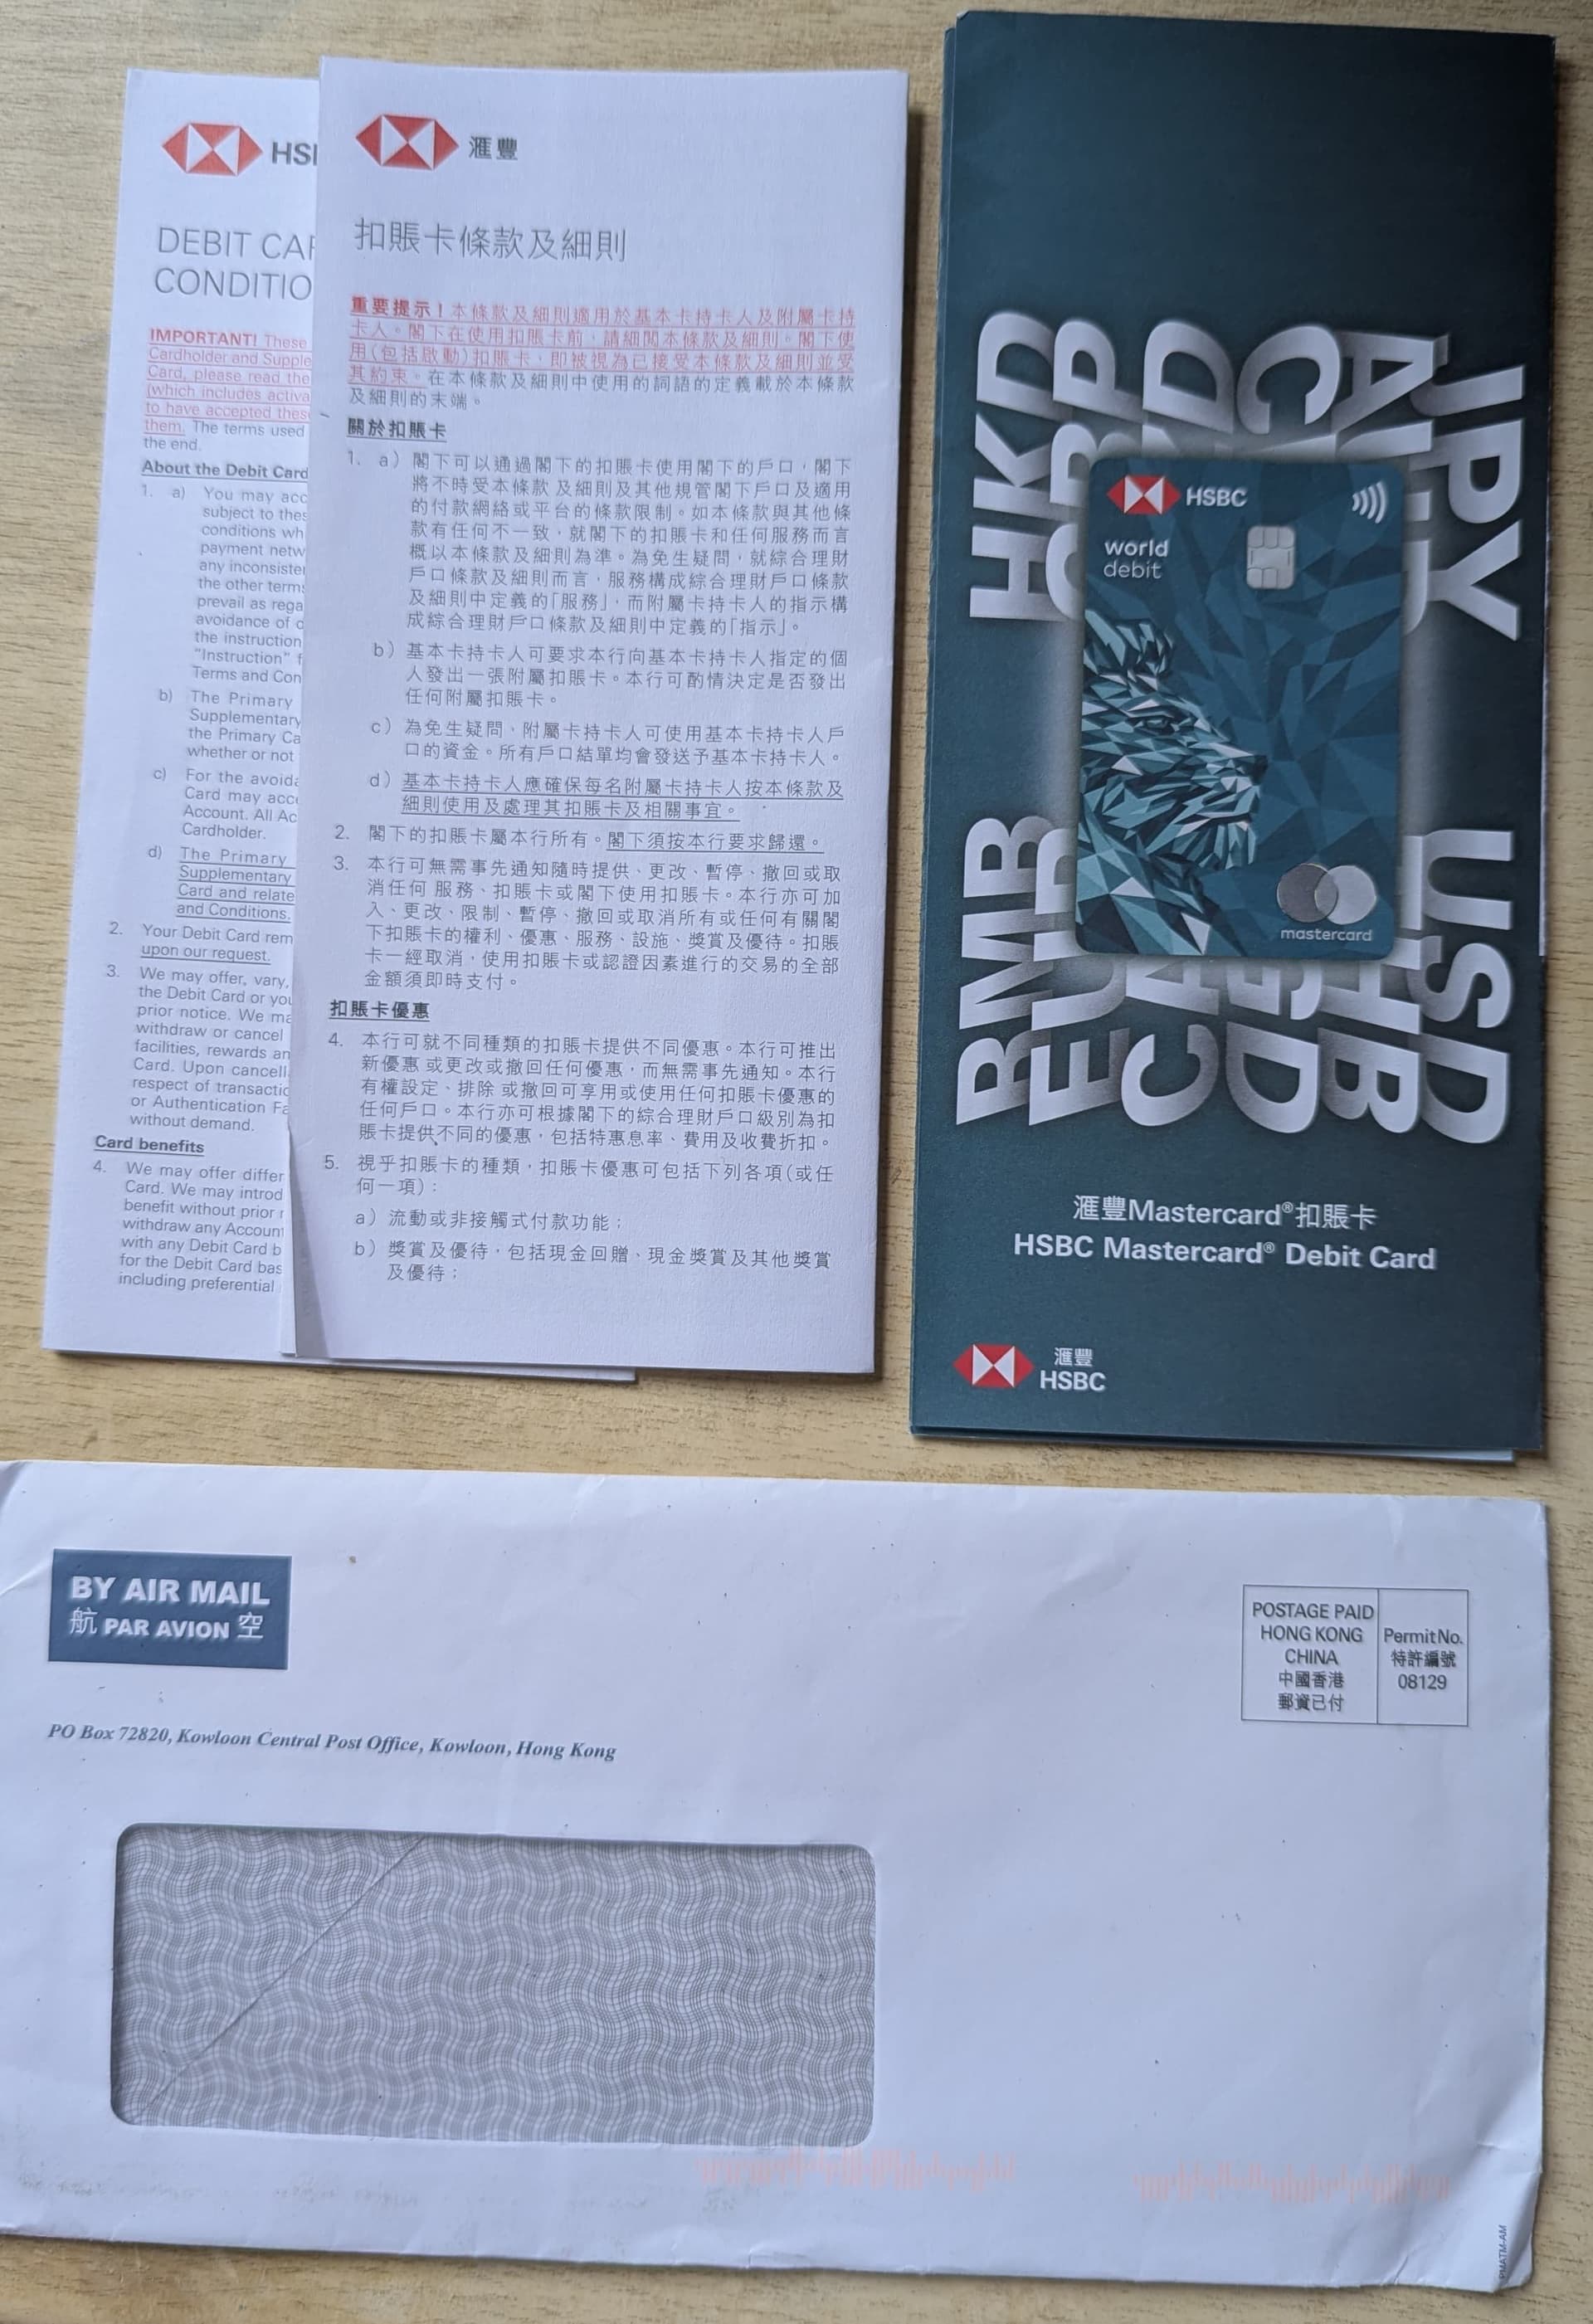 HSB
DEBIT CAR
CONDITIO
IMPORTANT! These
Cardholder and Supple
Card, please read the
(which includes activa
to have accepted these
them. The terms used
the end.
About the Debit Card
1. a) You may acc
subject to thes
conditions wh
payment netw
any inconsister
the other terms
prevail as rega
avoidance of d
the instruction
"Instruction" f
Terms and Con
b) The Primary
Supplementary
the Primary Ca
whether or not
c) For the avoida
Card may acce
Account. All Ac
Cardholder.
d) The Primary
Supplementary
Card and relate
and Conditions.
2. Your Debit Card rem
upon our request.
3. We may offer, vary,
the Debit Card or you
prior notice. We ma
withdraw or cancel
facilities, rewards an
Card. Upon cancell
respect of transactio
or Authentication Fa
without demand.
Card benefits
4. We may offer differ
Card. We may introd
benefit without prior r
withdraw any Account
with any Debit Card b
for the Debit Card bas
including preferential
滙豐
扣賬卡條款及細則
重要提示！本條款及細則適用於基本卡持卡人及附屬卡持
卡人。閣下在使用扣賬卡前，請細閱本條款及細則。閣下使
用(包括啟動)扣賬卡，即被視為已接受本條款及細則並受
其約束。在本條款及細則中使用的詞語的定義載於本條款
及細則的末端。
關於扣賬卡
1. a) 閣下可以通過閣下的扣賬卡使用閣下的戶口，閣下
將不時受本條款及細則及其他規管閣下戶口及適用
的付款網絡或平台的條款限制。如本條款與其他條
款有任何不一致，就閣下的扣賬卡和任何服務而言
概以本條款及細則為準。為免生疑問，就綜合理財
戶口條款及細則而言，服務構成綜合理財戶口條款
及細則中定義的「服務」，而附屬卡持卡人的指示構
成綜合理財戶口條款及細則中定義的「指示」。
b) 基本卡持卡人可要求本行向基本卡持卡人指定的個
人發出一張附屬扣賬卡。本行可酌情決定是否發出
任何附屬扣賬卡。
c) 為免生疑問、附屬卡持卡人可使用基本卡持卡人戶
口的資金。所有戶口結單均會發送予基本卡持卡人。
d) 基本卡持卡人應確保每名附屬卡持卡人按本條款及
細則使用及處理其扣賬卡及相關事宜。
2. 閣下的扣賬卡屬本行所有。閣下須按本行要求歸還。
3. 本行可無需事先通知隨時提供、更改、暫停、撤回或取
消任何 服務、扣賬卡或閣下使用扣賬卡。本行亦可加
入、更改、限制、暫停、撤回或取消所有或任何有關閣
下扣賬卡的權利、優惠、服務、設施、獎賞及優待。扣賬
卡一經取消，使用扣賬卡或認證因素進行的交易的全部
金額須即時支付。
扣賬卡優惠
4. 本行可就不同種類的扣賬卡提供不同優惠。本行可推出
新優惠 或更改或撤回任何優惠，而無需事先通知。本行
有權設定、排除 或撤回可享用或使用任何扣賬卡優惠的
任何戶口。本行亦可根據閣下的綜合理財戶口級別為扣
賬卡提供不同的優惠，包括特惠息率、費用及收費折扣。
5. 視乎扣賬卡的種類，扣賬卡優惠可包括下列各項(或任
何一項)：
a) 流動或非接觸式付款功能；
b) 獎賞及優待，包括現金回贈、現金獎賞及其他獎賞
及優待；
HKD
JPY
BMB
USD
HSBC
world
debit
mastercard
滙豐Mastercard®扣賬卡
HSBC Mastercard® Debit Card
滙豐
HSBC
BY AIR MAIL
航 PAR AVION 空
POSTAGE PAID
HONG KONG
CHINA
中國香港
郵資已付
Permit No.
特許編號
08129
PO Box 72820, Kowloon Central Post Office, Kowloon, Hong Kong